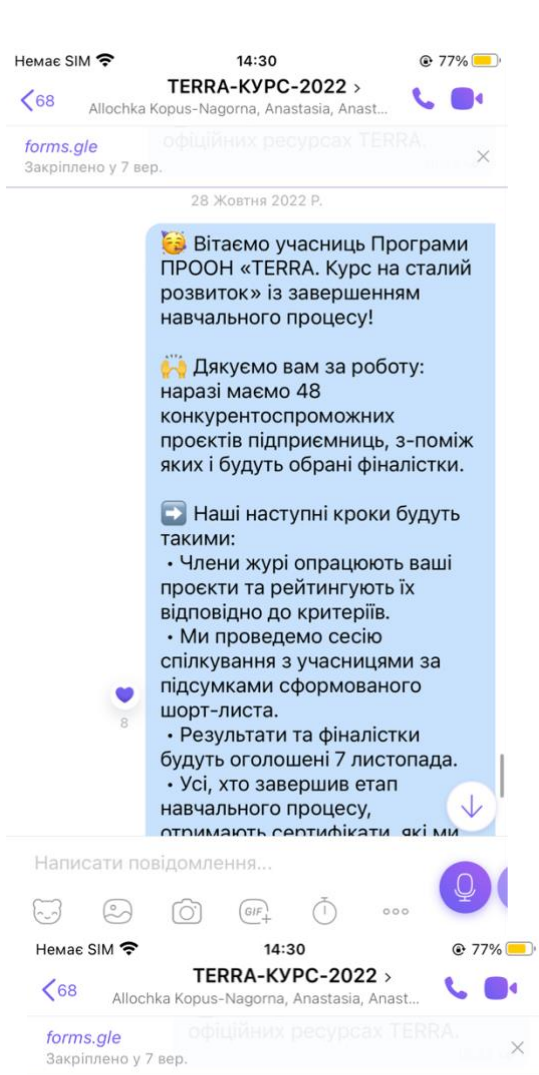 Немає SIM 14:30 77%
68 TERRA-КУРС-2022 >
Allochka Kopus-Nagorna, Anastasia, Anast...
forms.gle офіційних ресурсах TERRA.
Закріплено у 7 вер.
28 Жовтня 2022 Р.
🥳 Вітаємо учасниць Програми
ПРООН «TERRA. Курс на сталий
розвиток» із завершенням
навчального процесу!
🙌 Дякуємо вам за роботу:
наразі маємо 48
конкурентоспроможних
проєктів підприємниць, з-поміж
яких і будуть обрані фіналістки.
➡️ Наші наступні кроки будуть
такими:
• Члени журі опрацюють ваші
проєкти та рейтингують їх
відповідно до критеріїв.
• Ми проведемо сесію
спілкування з учасницями за
підсумками сформованого
шорт-листа.
8
• Результати та фіналістки
будуть оголошені 7 листопада.
• Усі, хто завершив етап
навчального процесу,
отримають сертифікати, які ми
Написати повідомлення...
GIF
Немає SIM 14:30 77%
68 TERRA-КУРС-2022 >
Allochka Kopus-Nagorna, Anastasia, Anast...
forms.gle офіційних ресурсах TERRA.
Закріплено у 7 вер.